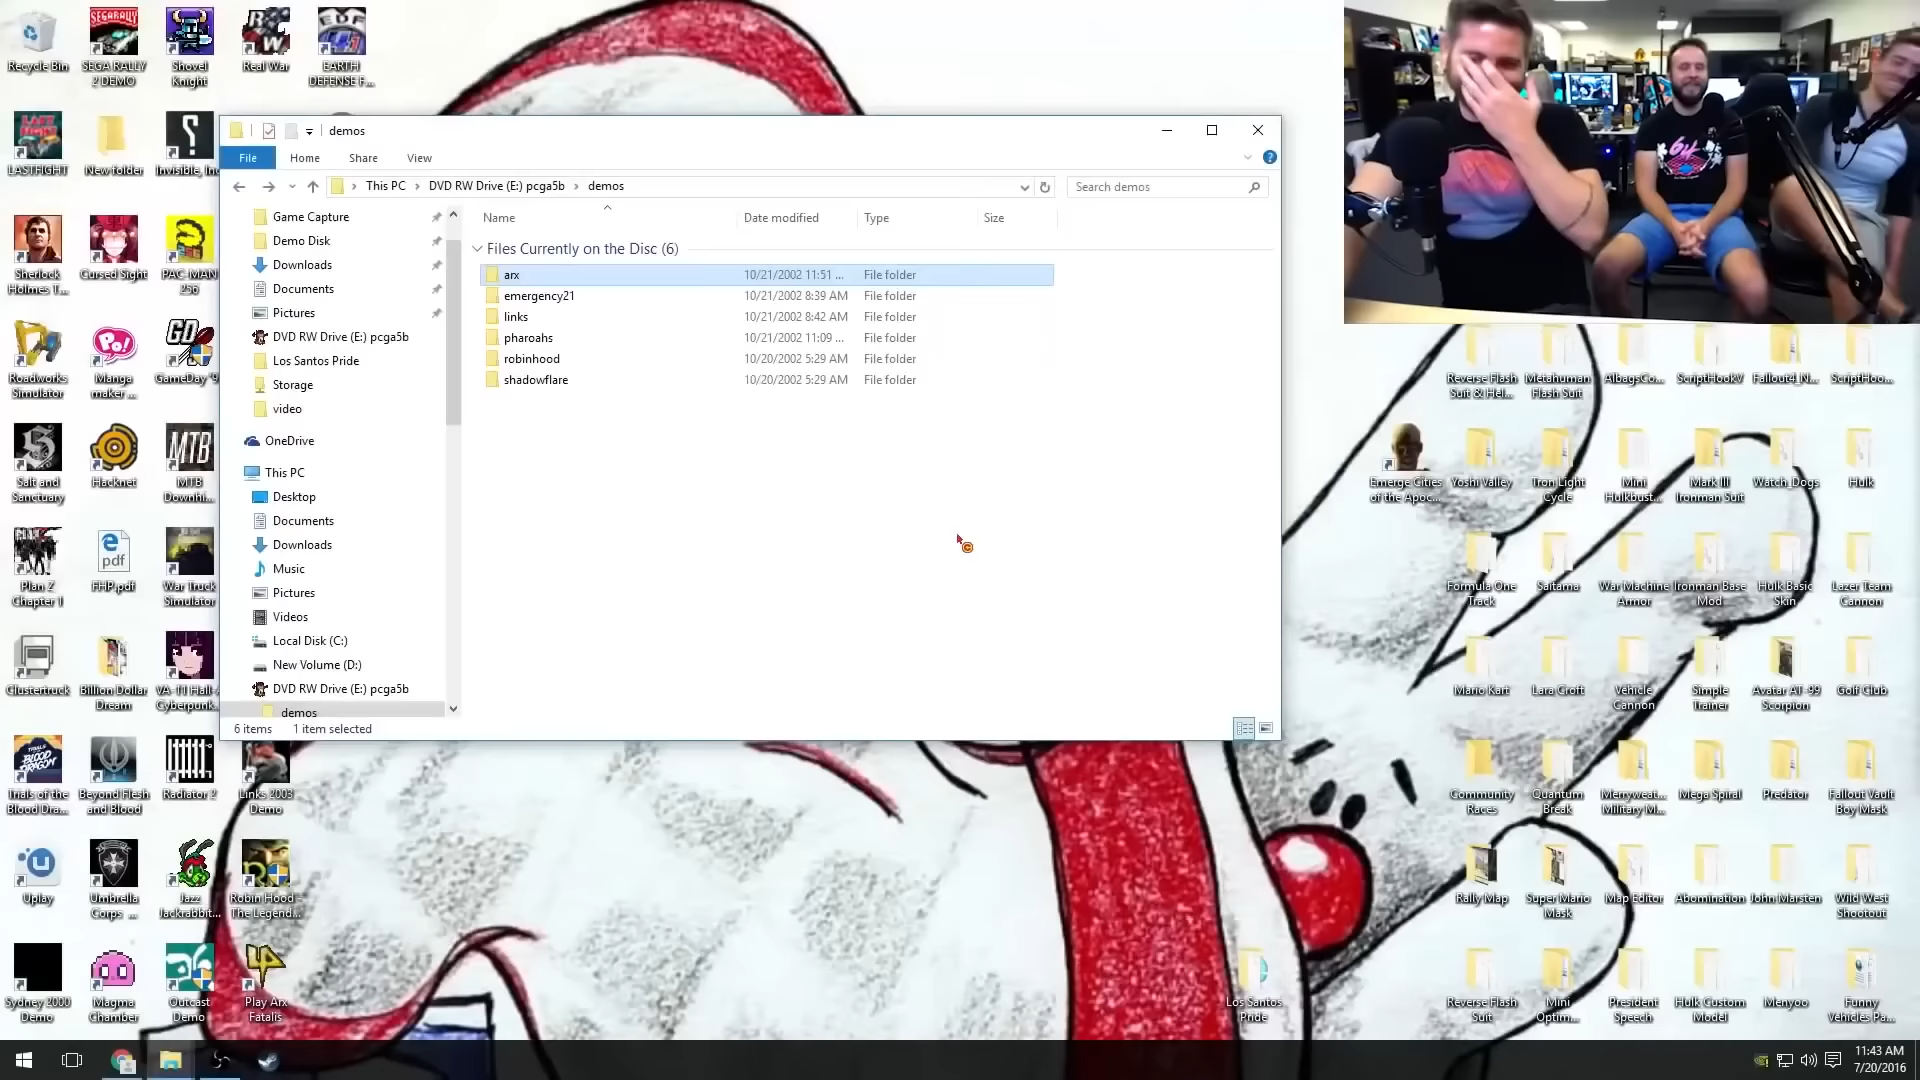 Recycle Bin
SEGA RALLY
2 DEMO
Shovel
Knight
Real War
EARTH
DEFENSE F...
LASTFIGHT
New folder
Invisible, Inc
Sherlock
Holmes T...
Cursed Sight
PAC-MAN
256
Roadworks
Simulator
Manga
maker ...
GameDay '9
Salt and
Sanctuary
Hacknet
MTB
Downhi...
Plan Z
Chapter 1
FHP.pdf
War Truck
Simulator
Clustertruck
Billion Dollar
Dream
VA-11 Hall-A
Cyberpunk...
Trials of the
Blood Dra...
Beyond Flesh
and Blood
Radiator 2
Links 2003
Demo
Uplay
Umbrella
Corps ...
Jazz
Jackrabbit...
Robin Hood -
The Legend...
Sydney 2000
Demo
Magma
Chamber
Outcast
Demo
Play Arx
Fatalis
demos
File Home Share View
This PC DVD RW Drive (E:) pcga5b demos
Search demos
Game Capture
Demo Disk
Downloads
Documents
Pictures
DVD RW Drive (E:) pcga5b
Los Santos Pride
Storage
video
OneDrive
This PC
Desktop
Documents
Downloads
Music
Pictures
Videos
Local Disk (C:)
New Volume (D:)
DVD RW Drive (E:) pcga5b
demos
Name Date modified Type Size
Files Currently on the Disc (6)
arx 10/21/2002 11:51 ... File folder
emergency21 10/21/2002 8:39 AM File folder
links 10/21/2002 8:42 AM File folder
pharoahs 10/21/2002 11:09 ... File folder
robinhood 10/20/2002 5:29 AM File folder
shadowflare 10/20/2002 5:29 AM File folder
6 items 1 item selected
64
Reverse Flash
Suit & Hel...
Metahuman
Flash Suit
AlbagsCo...
ScriptHookV
Fallout4_N...
ScriptHoo...
Emerge Cities
of the Apoc...
Yoshi Valley
Tron Light
Cycle
Mini
Hulkbust...
Mark III
Ironman Suit
Watch_Dogs
Hulk
Formula One
Track
Saitama
War Machine
Armor
Ironman Base
Mod
Hulk Basic
Skin
Lazer Team
Cannon
Mario Kart
Lara Croft
Vehicle
Cannon
Simple
Trainer
Avatar AT-99
Scorpion
Golf Club
Community
Races
Quantum
Break
Merryweat...
Military M...
Mega Spiral
Predator
Fallout Vault
Boy Mask
Rally Map
Super Mario
Mask
Map Editor
Abomination
John Marsten
Wild West
Shootout
Los Santos
Pride
Reverse Flash
Suit
Mini
Optim...
President
Speech
Hulk Custom
Model
Menyoo
Funny
Vehicles Pa...
11:43 AM
7/20/2016